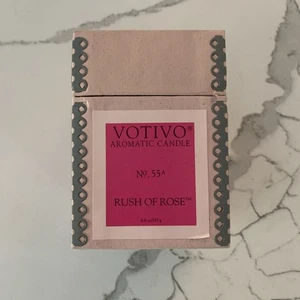 VOTIVO®
AROMATIC CANDLE
No. 55A
RUSH OF ROSE™